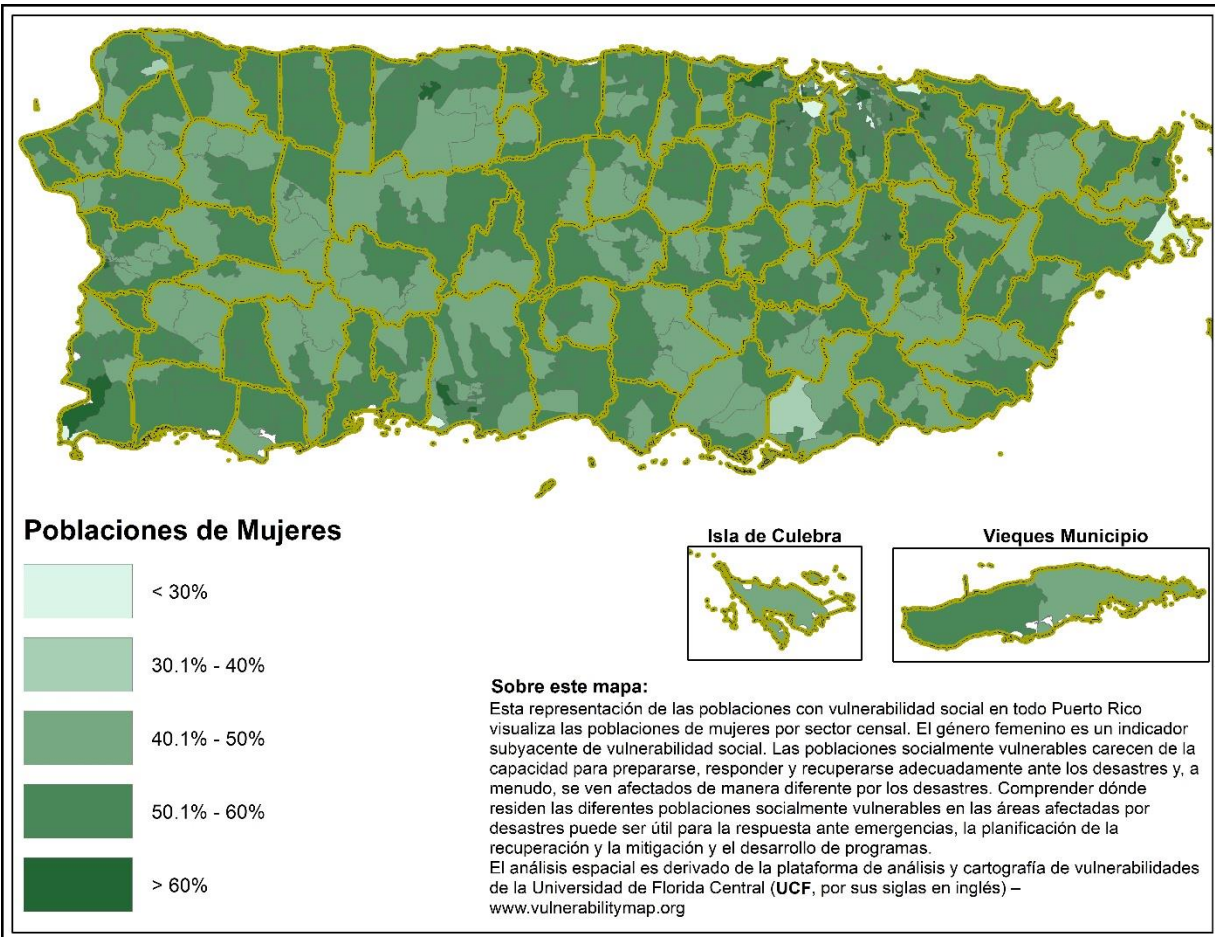 Poblaciones de Mujeres
< 30%
30.1% - 40%
40.1% - 50%
50.1% - 60%
> 60%
Isla de Culebra
Vieques Municipio
Sobre este mapa:
Esta representación de las poblaciones con vulnerabilidad social en todo Puerto Rico
visualiza las poblaciones de mujeres por sector censal. El género femenino es un indicador
subyacente de vulnerabilidad social. Las poblaciones socialmente vulnerables carecen de la
capacidad para prepararse, responder y recuperarse adecuadamente ante los desastres y, a
menudo, se ven afectados de manera diferente por los desastres. Comprender dónde
residen las diferentes poblaciones socialmente vulnerables en las áreas afectadas por
desastres puede ser útil para la respuesta ante emergencias, la planificación de la
recuperación y la mitigación y el desarrollo de programas.
El análisis espacial es derivado de la plataforma de análisis y cartografía de vulnerabilidades
de la Universidad de Florida Central (UCF, por sus siglas en inglés) –
www.vulnerabilitymap.org